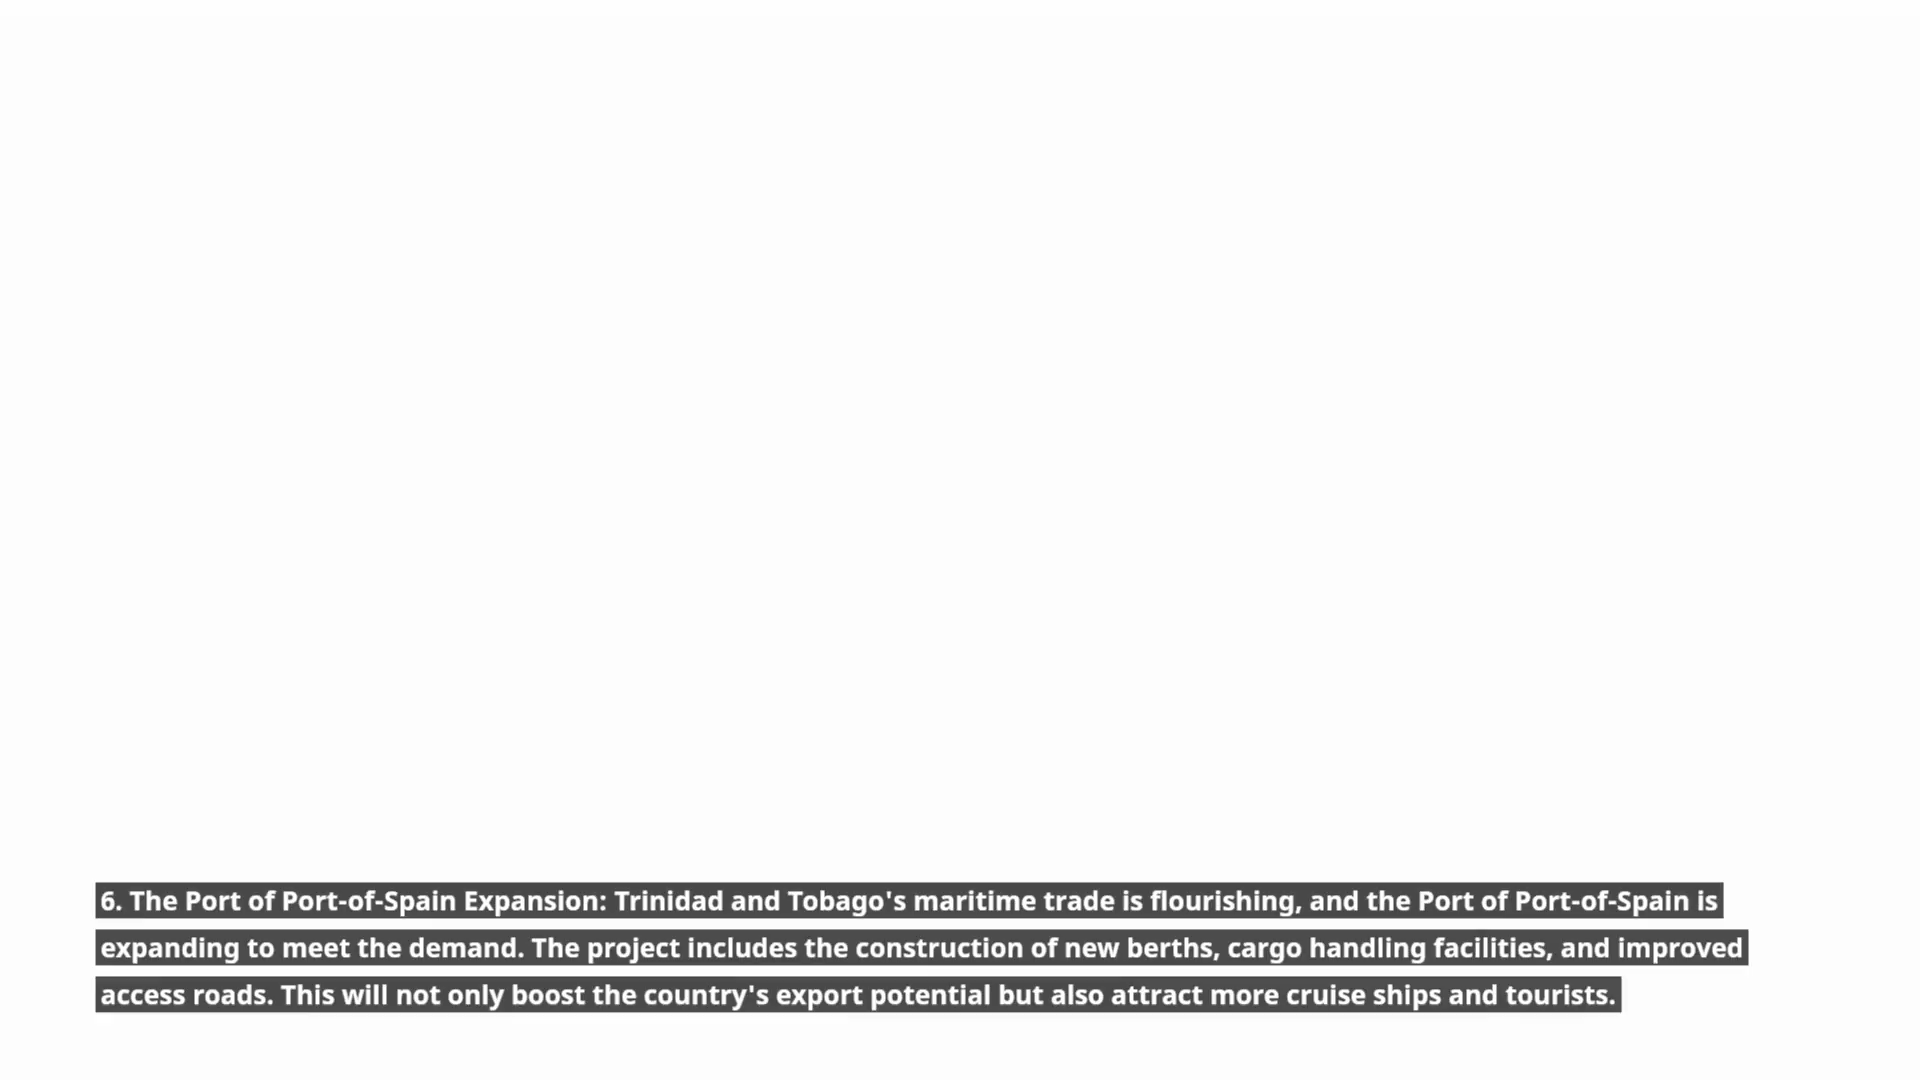 6. The Port of Port-of-Spain Expansion: Trinidad and Tobago's maritime trade is flourishing, and the Port of Port-of-Spain is
expanding to meet the demand. The project includes the construction of new berths, cargo handling facilities, and improved
access roads. This will not only boost the country's export potential but also attract more cruise ships and tourists.